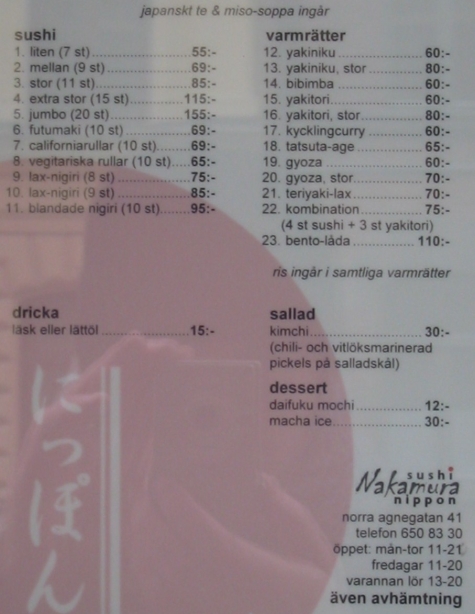 japanskt te & miso-soppa ingår
sushi
1. liten (7 st) 55:-
2. mellan (9 st) 69:-
3. stor (11 st) 85:-
4. extra stor (15 st) 115:-
5. jumbo (20 st) 155:-
6. futumaki (10 st) 69:-
7. californiarullar (10 st) 69:-
8. vegitariska rullar (10 st) 65:-
9. lax-nigiri (8 st) 75:-
10. lax-nigiri (9 st) 85:-
11. blandade nigiri (10 st) 95:-
varmrätter
12. yakiniku 60:-
13. yakiniku, stor 80:-
14. bibimba 60:-
15. yakitori 60:-
16. yakitori, stor 80:-
17. kycklingcurry 60:-
18. tatsuta-age 65:-
19. gyoza 60:-
20. gyoza, stor 70:-
21. teriyaki-lax 70:-
22. kombination 75:-
(4 st sushi + 3 st yakitori)
23. bento-låda 110:-
ris ingår i samtliga varmrätter
dricka
läsk eller lättöl 15:-
sallad
kimchi 30:-
(chili- och vitlöksmarinerad
pickels på salladskål)
dessert
daifuku mochi 12:-
macha ice 30:-
にっぽん
sushi
Nakamura
nippon
norra agnegatan 41
telefon 650 83 30
öppet: mån-tor 11-21
fredagar 11-20
varannan lör 13-20
även avhämtning